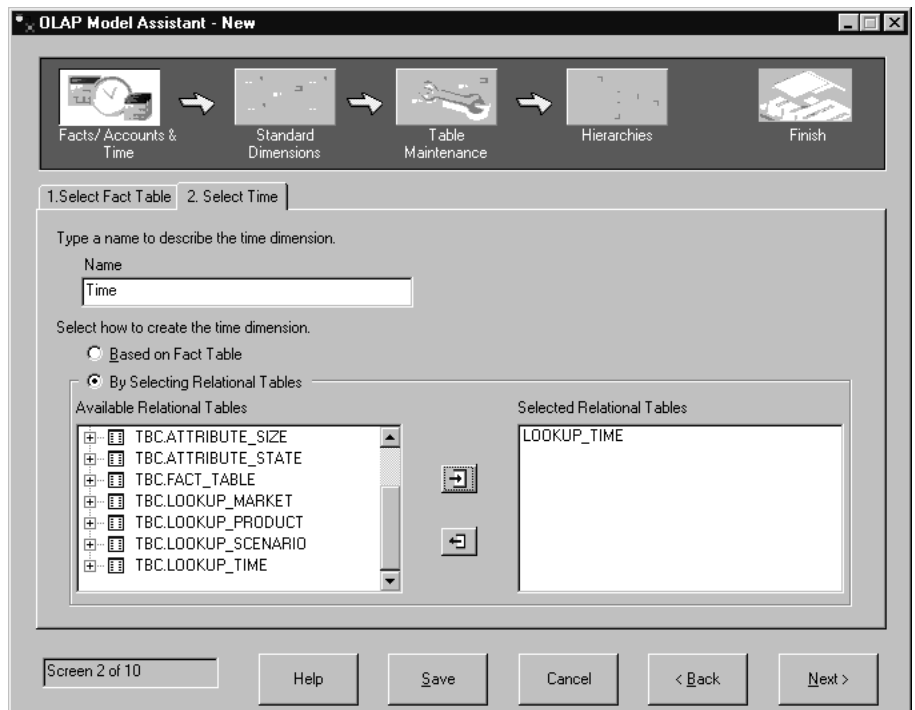 OLAP Model Assistant - New
Facts/ Accounts &
Time
Standard
Dimensions
Table
Maintenance
Hierarchies
Finish
1.Select Fact Table
2. Select Time
Type a name to describe the time dimension.
Name
Time
Select how to create the time dimension.
Based on Fact Table
By Selecting Relational Tables
Available Relational Tables
TBC.ATTRIBUTE_SIZE
TBC.ATTRIBUTE_STATE
TBC.FACT_TABLE
TBC.LOOKUP_MARKET
TBC.LOOKUP_PRODUCT
TBC.LOOKUP_SCENARIO
TBC.LOOKUP_TIME
Selected Relational Tables
LOOKUP_TIME
Screen 2 of 10
Help
Save
Cancel
< Back
Next >